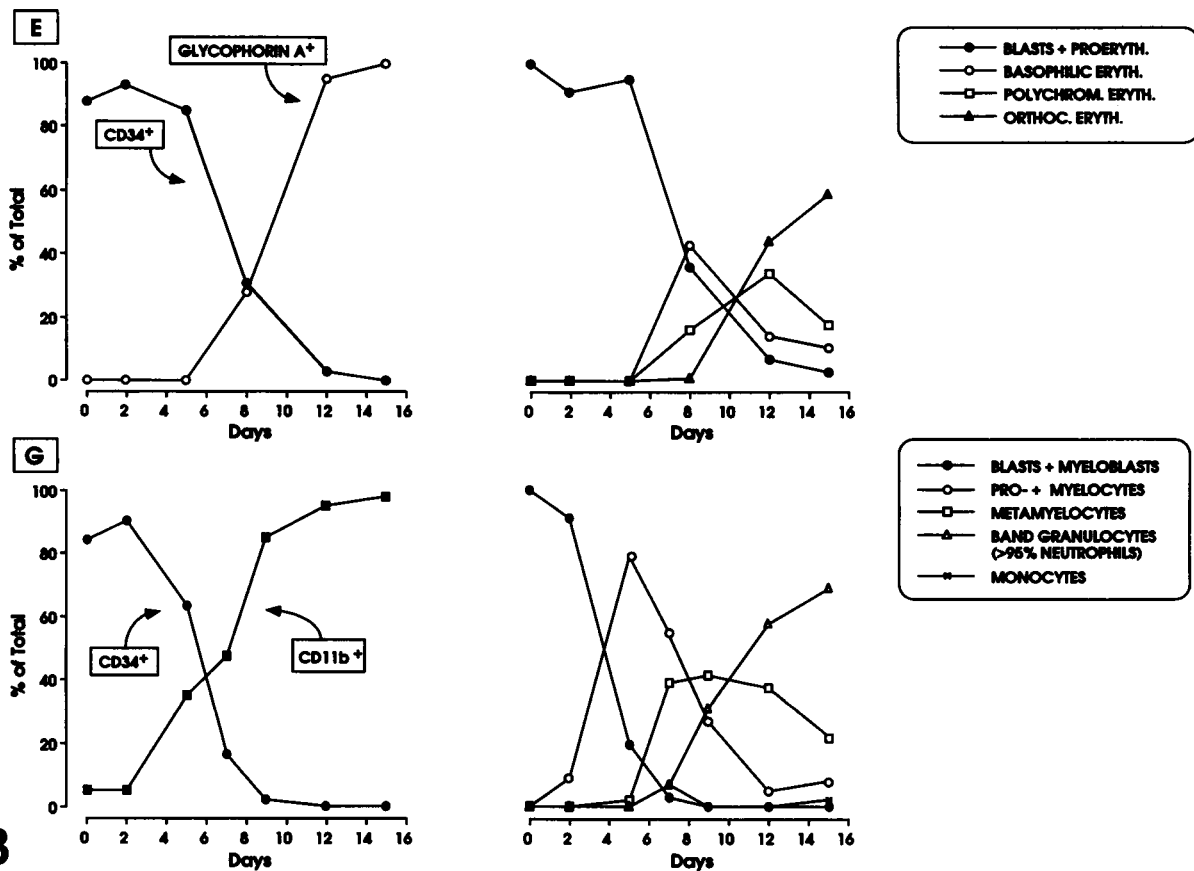 E
GLYCOPHORIN A+
CD34+
100
80
60
40
20
0
% of Total
0 2 4 6 8 10 12 14 16
Days
0 2 4 6 8 10 12 14 16
Days
BLASTS + PROERYTH.
BASOPHILIC ERYTH.
POLYCHROM. ERYTH.
ORTHOC. ERYTH.
G
CD34+
CD11b +
100
80
60
40
20
0
% of Total
0 2 4 6 8 10 12 14 16
Days
0 2 4 6 8 10 12 14 16
Days
BLASTS + MYELOBLASTS
PRO- + MYELOCYTES
METAMYELOCYTES
BAND GRANULOCYTES
(>95% NEUTROPHILS)
MONOCYTES